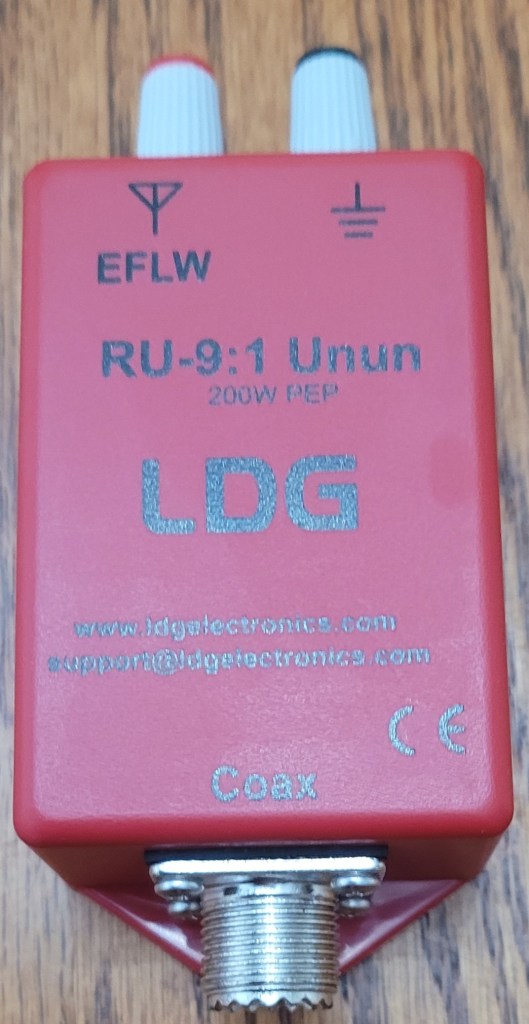 EFLW
RU-9:1 Unun
200W PEP
LDG
www.ldgelectronics.com
support@ldgelectronics.com
CE
Coax